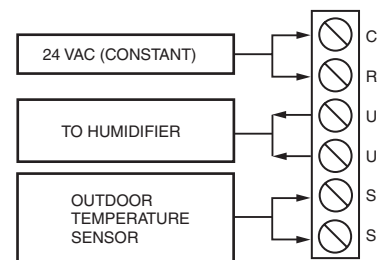 24 VAC (CONSTANT)
TO HUMIDIFIER
OUTDOOR
TEMPERATURE
SENSOR
C
R
U
U
S
S